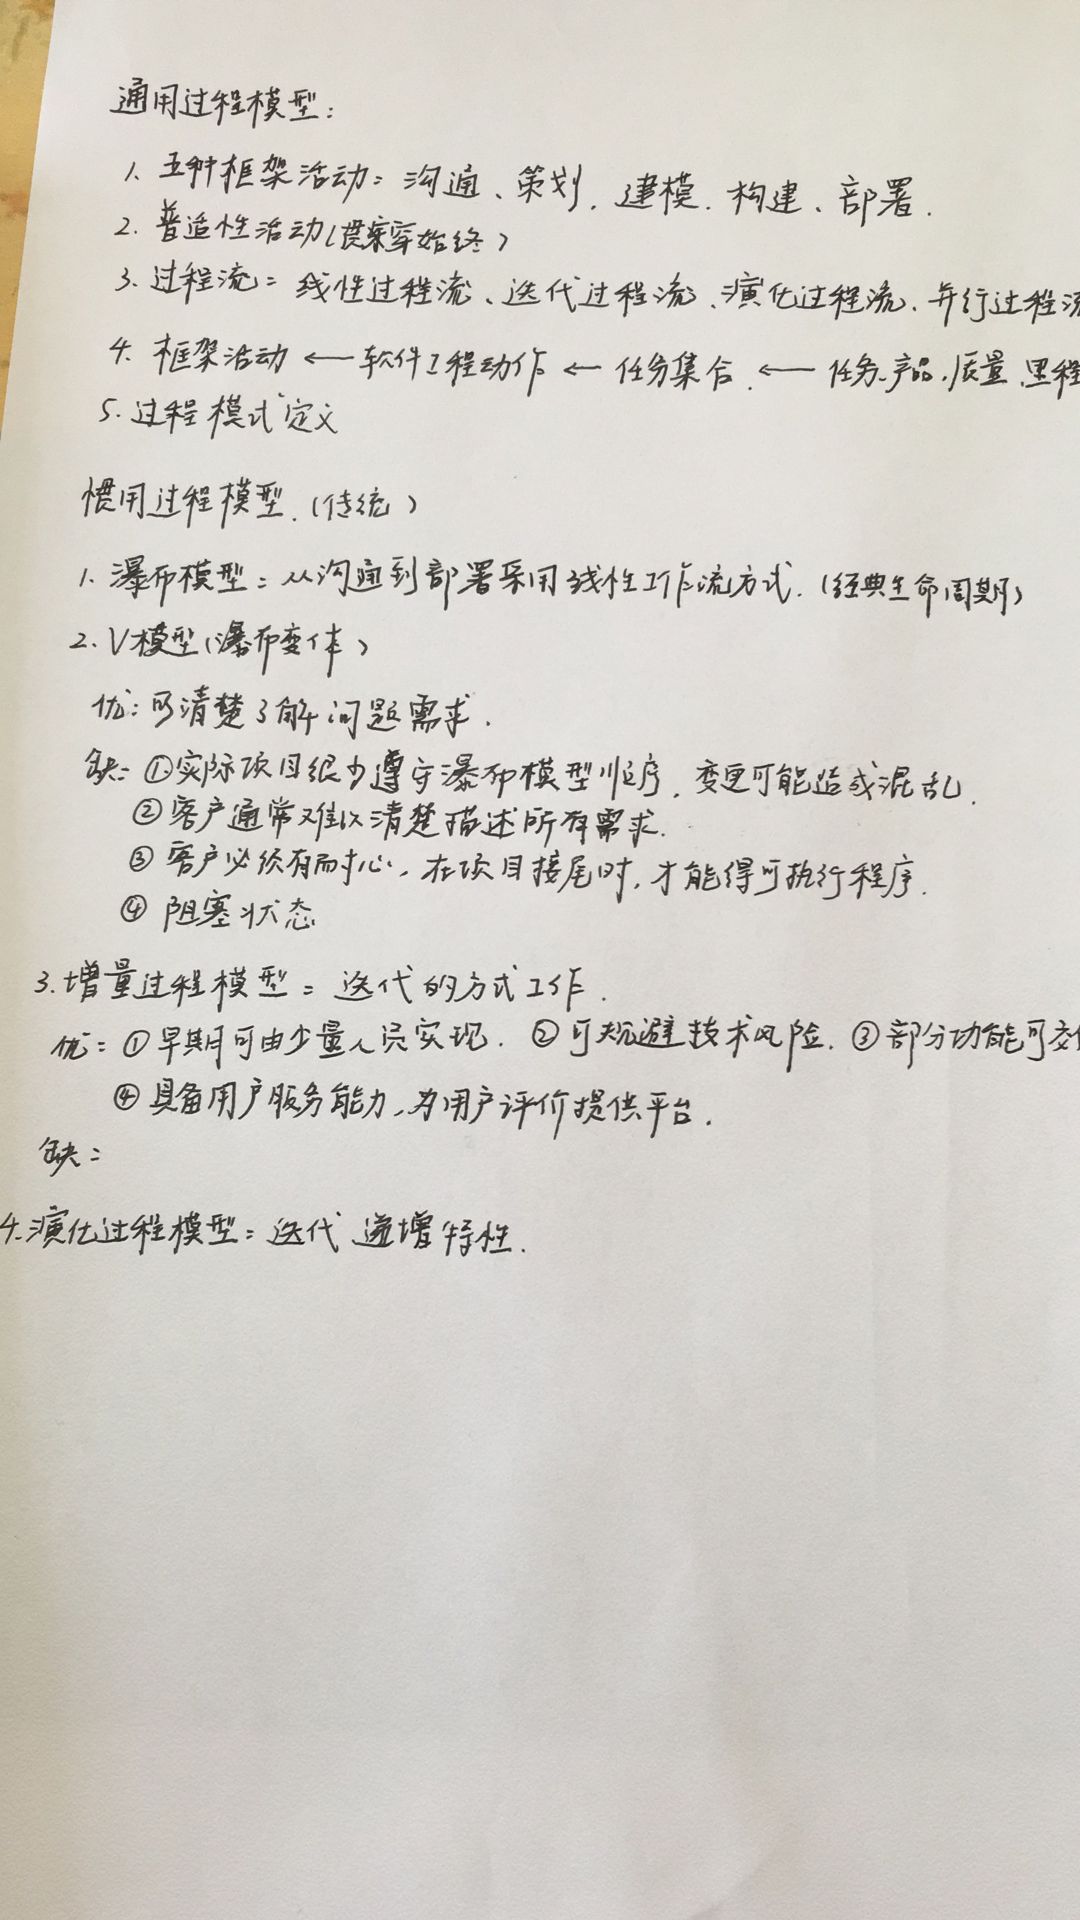 通用过程模型:
1. 五种框架活动: 沟通、策划、建模、构建、部署.
2. 普适性活动(贯穿始终)
3. 过程流: 线性过程流、迭代过程流、演化过程流、并行过程流
4. 框架活动 ← 软件工程动作 ← 任务集合. ← 任务、产品、质量、里程
5. 过程模式定义
惯用过程模型.(传统)
1. 瀑布模型: 从沟通到部署采用线性工作流方式.(经典生命周期)
2. V模型(瀑布变体)
优: 可清楚了解问题需求.
缺: ①实际项目很少遵守瀑布模型顺序, 变更可能造成混乱.
②客户通常难以清楚描述所有需求.
③客户必须有耐心, 在项目接尾时, 才能得可执行程序.
④ 阻塞状态
3. 增量过程模型: 迭代的方式工作.
优: ①早期可由少量人员实现. ②可规避技术风险. ③部分功能可交
④具备用户服务能力, 为用户评价提供平台.
缺:
4. 演化过程模型: 迭代、递增特性.